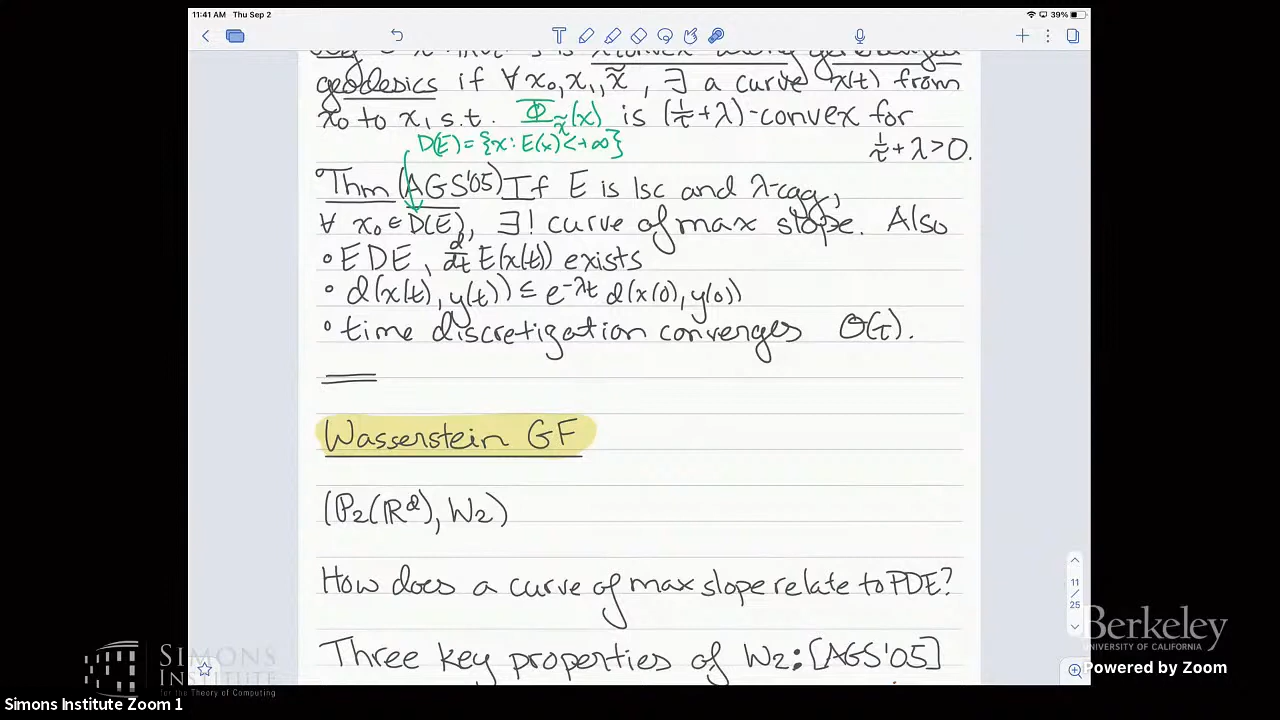 11:41 AM Thu Sep 2
39%
geodesics if ∀ x₀, x₁, x̃, ∃ a curve x(t) from
x₀ to x₁ s.t. Φ_x̃(x) is (1/τ+λ)-convex for
D(E) = {x : E(x) < +∞}
1/τ + λ > 0.
Thm (AGS'05) If E is lsc and λ-cagg,
∀ x₀ ∈ D(E), ∃! curve of max slope. Also
• EDE, d/dt E(x(t)) exists
• d(x(t), y(t)) ≤ e^-λt d(x(0), y(0))
• time discretization converges O(τ).
Wasserstein GF
(P₂(ℝᵈ), W₂)
How does a curve of max slope relate to PDE?
Three key properties of W₂: [AGS'05]
11
/
25
Berkeley
UNIVERSITY OF CALIFORNIA
Powered by Zoom
SIMONS
INSTITUTE
for the Theory of Computing
Simons Institute Zoom 1